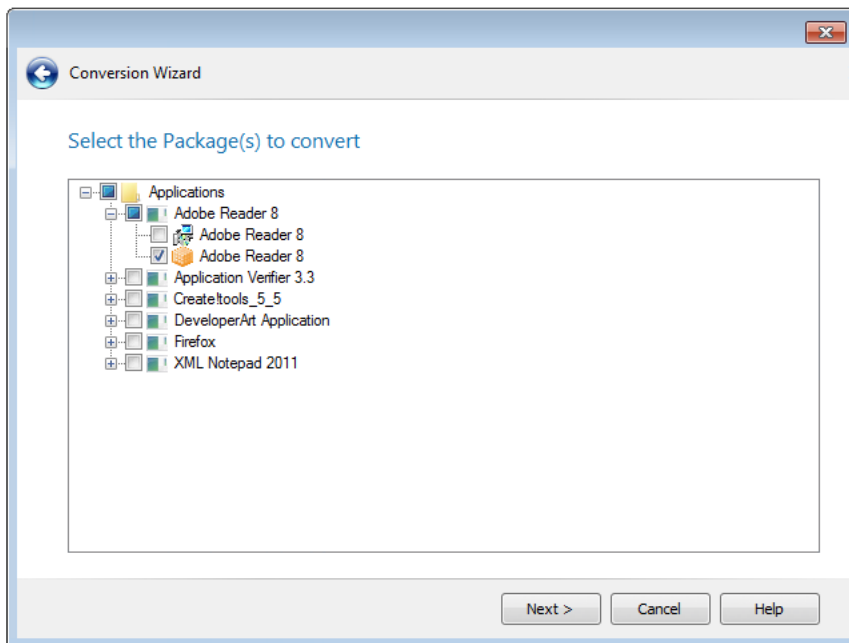 Conversion Wizard
Select the Package(s) to convert
Applications
Adobe Reader 8
Adobe Reader 8
Adobe Reader 8
Application Verifier 3.3
Create!tools_5_5
DeveloperArt Application
Firefox
XML Notepad 2011
Next > Cancel Help